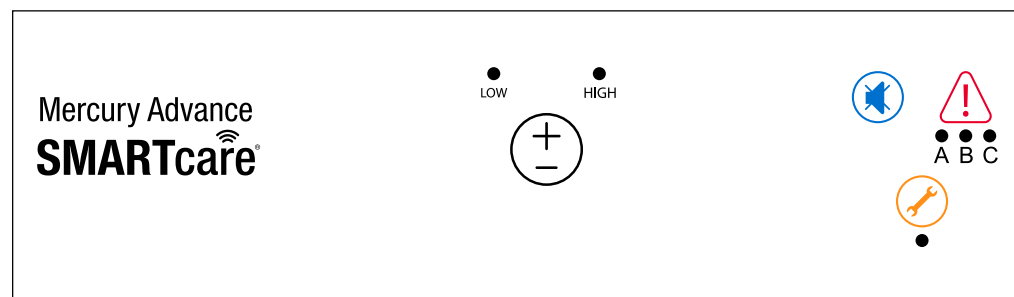 Mercury Advance
SMARTcare®
LOW
HIGH
+
−
!
A B C